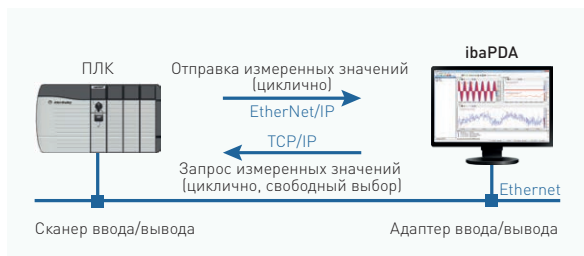 ibaPDA
ПЛК
Отправка измеренных значений
(циклично)
EtherNet/IP
TCP/IP
Запрос измеренных значений
(циклично, свободный выбор)
Ethernet
Сканер ввода/вывода
Адаптер ввода/вывода